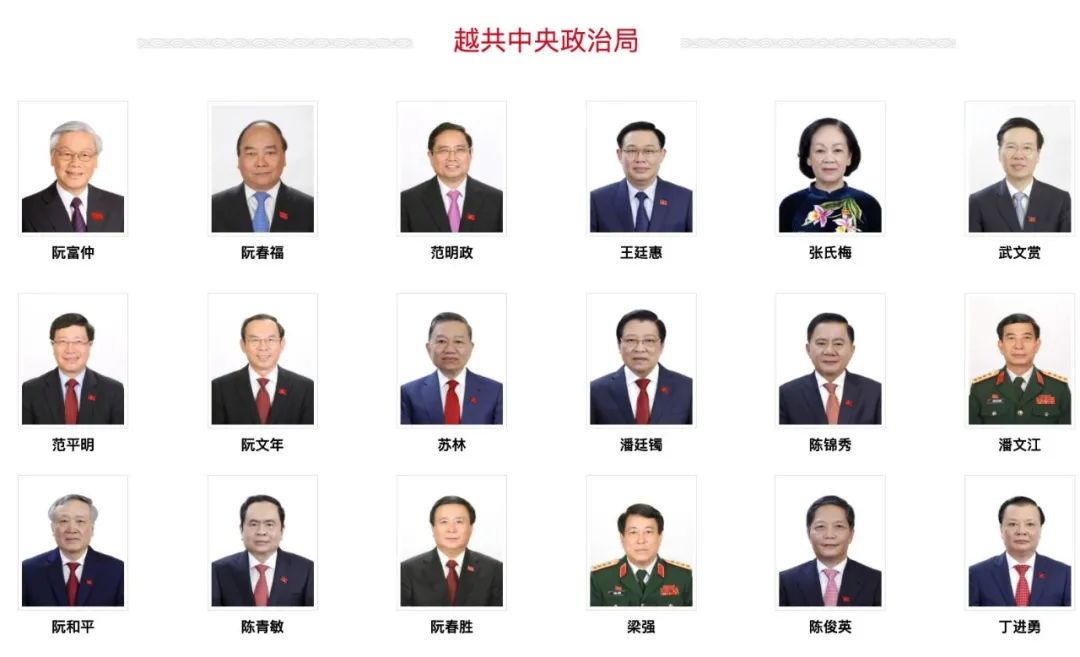 越共中央政治局
阮富仲 阮春福 范明政 王廷惠 张氏梅 武文赏
范平明 阮文年 苏林 潘廷镯 陈锦秀 潘文江
阮和平 陈青敏 阮春胜 梁强 陈俊英 丁进勇